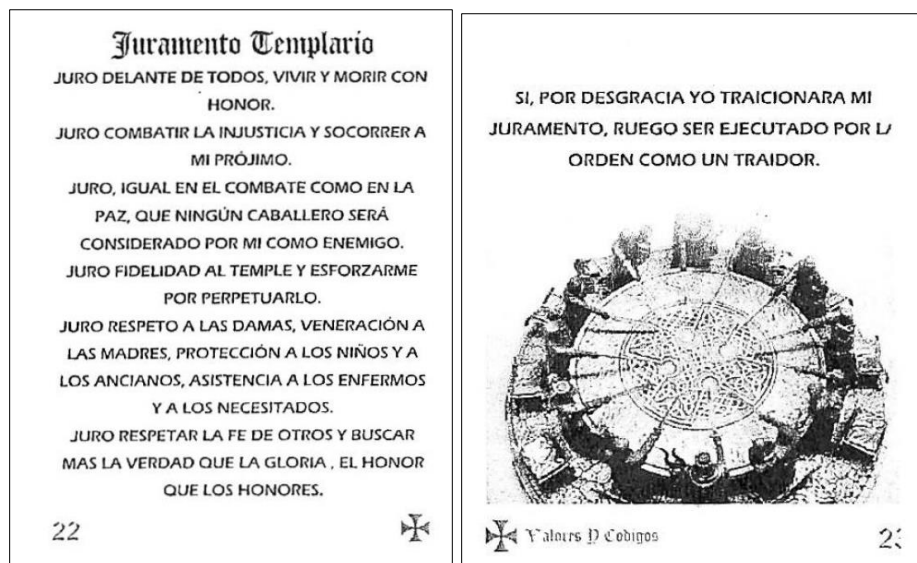 Juramento Templario
JURO DELANTE DE TODOS, VIVIR Y MORIR CON
HONOR.
JURO COMBATIR LA INJUSTICIA Y SOCORRER A
MI PRÓJIMO.
JURO, IGUAL EN EL COMBATE COMO EN LA
PAZ, QUE NINGÚN CABALLERO SERÁ
CONSIDERADO POR MI COMO ENEMIGO.
JURO FIDELIDAD AL TEMPLE Y ESFORZARME
POR PERPETUARLO.
JURO RESPETO A LAS DAMAS, VENERACIÓN A
LAS MADRES, PROTECCIÓN A LOS NIÑOS Y A
LOS ANCIANOS, ASISTENCIA A LOS ENFERMOS
Y A LOS NECESITADOS.
JURO RESPETAR LA FE DE OTROS Y BUSCAR
MAS LA VERDAD QUE LA GLORIA , EL HONOR
QUE LOS HONORES.
22
SI, POR DESGRACIA YO TRAICIONARA MI
JURAMENTO, RUEGO SER EJECUTADO POR LA
ORDEN COMO UN TRAIDOR.
Valores Y Codigos
23